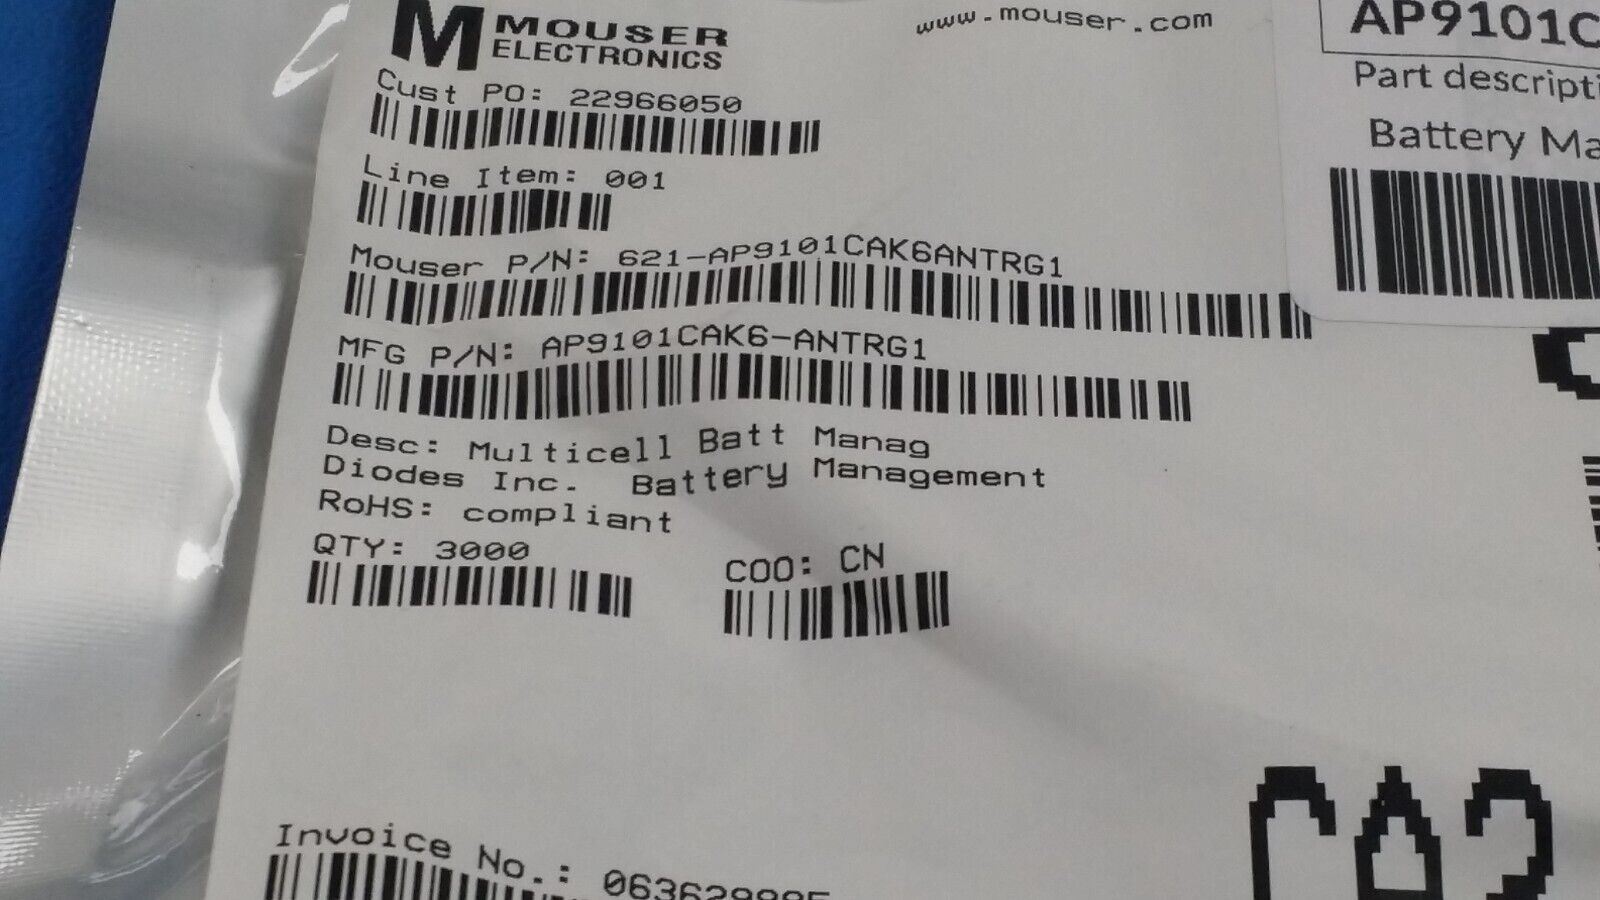 M MOUSER
ELECTRONICS
www.mouser.com
Cust PO: 22966050
Line Item: 001
Mouser P/N: 621-AP9101CAK6ANTRG1
MFG P/N: AP9101CAK6-ANTRG1
Desc: Multicell Batt Manag
Diodes Inc. Battery Management
RoHS: compliant
QTY: 3000
COO: CN
Invoice No.:
AP9101C
Part descripti
Battery Ma